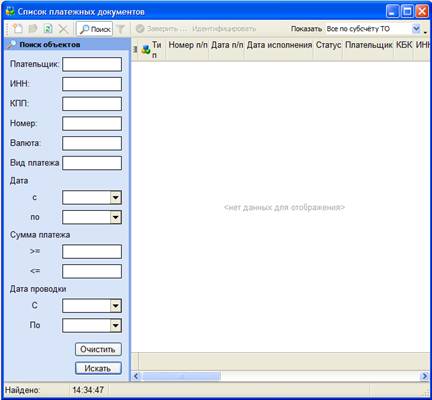 Список платежных документов
Поиск Заверить ... Идентифицировать Показать Все по субсчёту ТО
Поиск объектов
Тип Номер п/п Дата п/п Дата исполнения Статус Плательщик КБК ИНН
Плательщик:
ИНН:
КПП:
Номер:
Валюта:
Вид платежа
Дата
с
по
<нет данных для отображения>
Сумма платежа
>=
<=
Дата проводки
С
По
Очистить
Искать
Найдено: 14:34:47